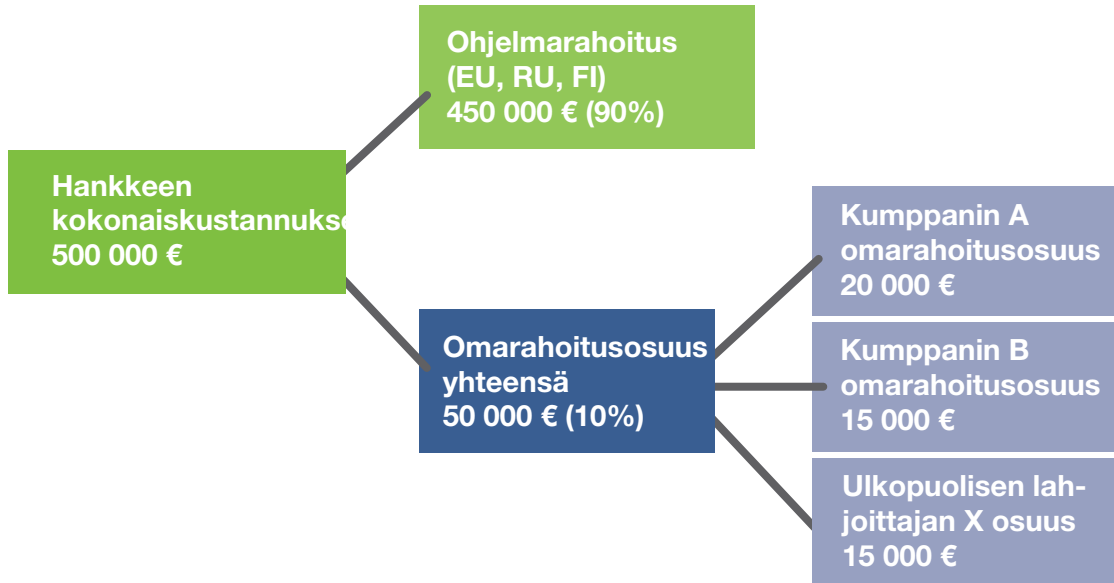 Ohjelmarahoitus
(EU, RU, FI)
450 000 € (90%)
Hankkeen
kokonaiskustannukse
500 000 €
Omarahoitusosuus
yhteensä
50 000 € (10%)
Kumppanin A
omarahoitusosuus
20 000 €
Kumppanin B
omarahoitusosuus
15 000 €
Ulkopuolisen lah-
joittajan X osuus
15 000 €